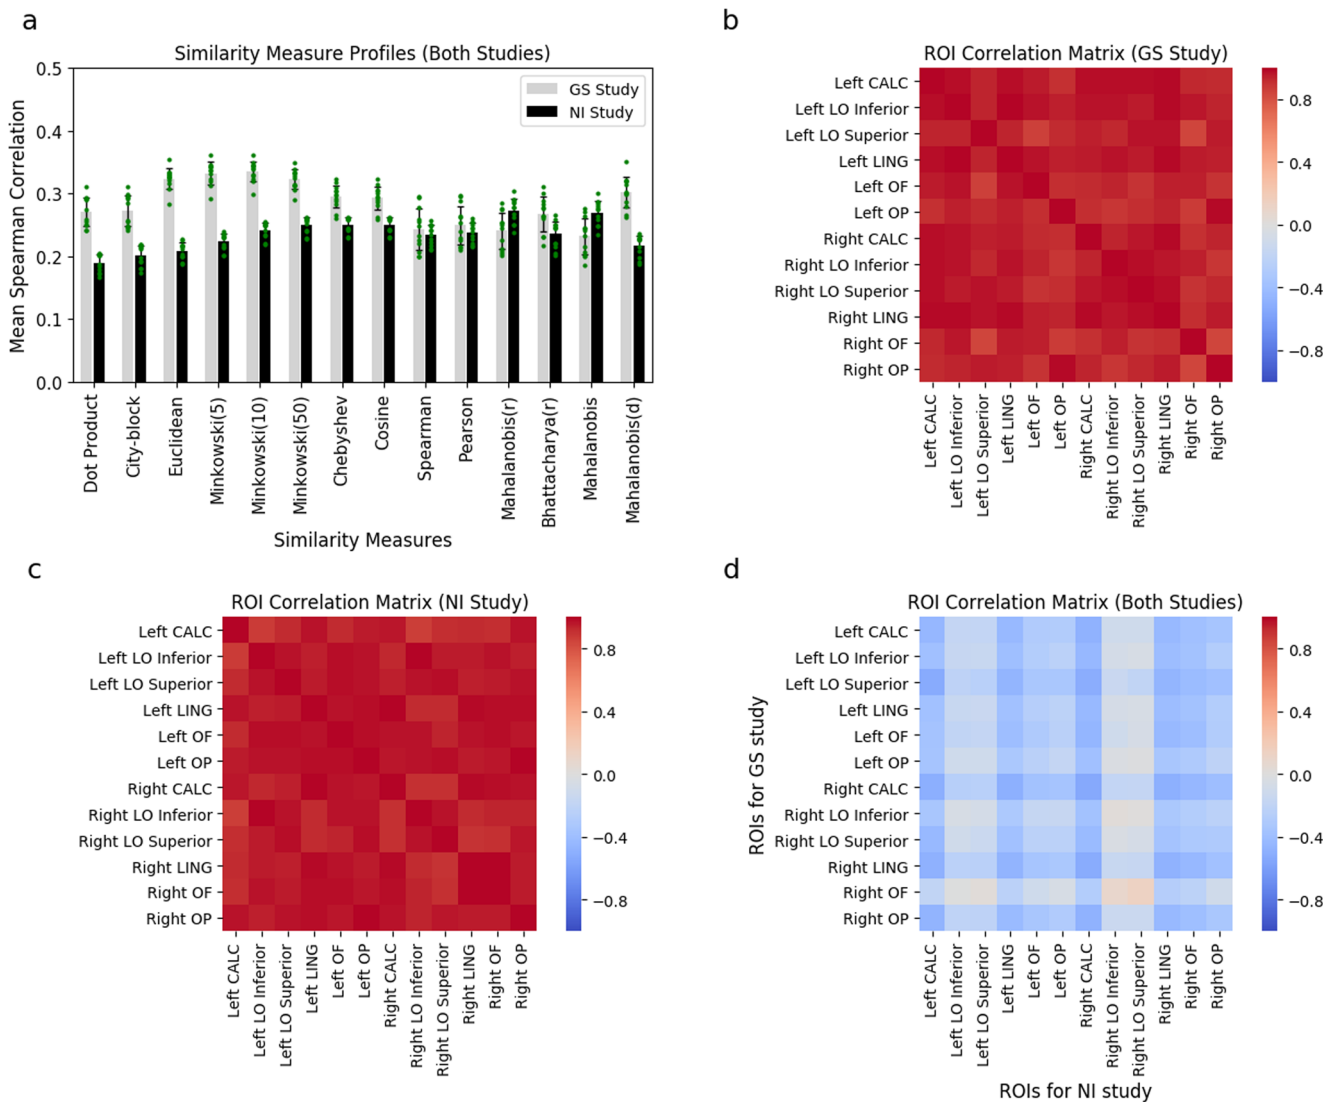 a
Similarity Measure Profiles (Both Studies)
Mean Spearman Correlation
0.5
0.4
0.3
0.2
0.1
0.0
GS Study
NI Study
Dot Product
City-block
Euclidean
Minkowski(5)
Minkowski(10)
Minkowski(50)
Chebyshev
Cosine
Spearman
Pearson
Mahalanobis(r)
Bhattacharya(r)
Mahalanobis
Mahalanobis(d)
Similarity Measures
b
ROI Correlation Matrix (GS Study)
Left CALC
Left LO Inferior
Left LO Superior
Left LING
Left OF
Left OP
Right CALC
Right LO Inferior
Right LO Superior
Right LING
Right OF
Right OP
Left CALC
Left LO Inferior
Left LO Superior
Left LING
Left OF
Left OP
Right CALC
Right LO Inferior
Right LO Superior
Right LING
Right OF
Right OP
0.8
0.4
0.0
−0.4
−0.8
c
ROI Correlation Matrix (NI Study)
Left CALC
Left LO Inferior
Left LO Superior
Left LING
Left OF
Left OP
Right CALC
Right LO Inferior
Right LO Superior
Right LING
Right OF
Right OP
Left CALC
Left LO Inferior
Left LO Superior
Left LING
Left OF
Left OP
Right CALC
Right LO Inferior
Right LO Superior
Right LING
Right OF
Right OP
0.8
0.4
0.0
−0.4
−0.8
d
ROI Correlation Matrix (Both Studies)
ROIs for GS study
Left CALC
Left LO Inferior
Left LO Superior
Left LING
Left OF
Left OP
Right CALC
Right LO Inferior
Right LO Superior
Right LING
Right OF
Right OP
Left CALC
Left LO Inferior
Left LO Superior
Left LING
Left OF
Left OP
Right CALC
Right LO Inferior
Right LO Superior
Right LING
Right OF
Right OP
ROIs for NI study
0.8
0.4
0.0
−0.4
−0.8